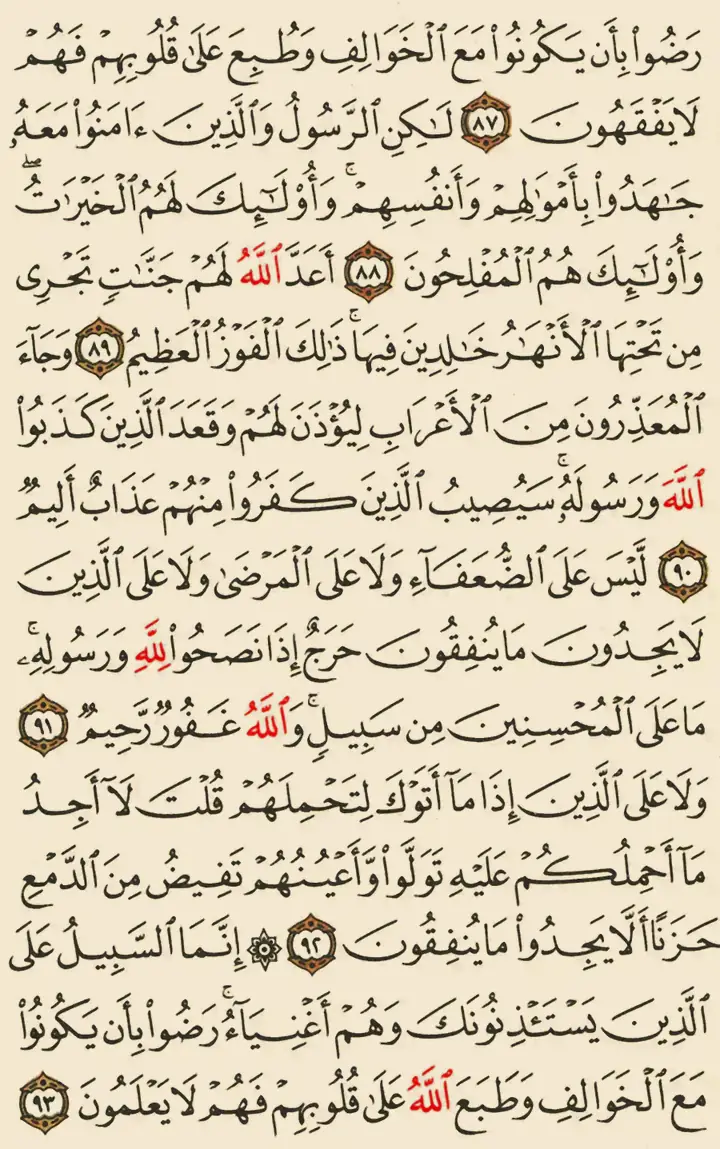 رَضُوا۟ بِأَن يَكُونُوا۟ مَعَ ٱلْخَوَالِفِ وَطُبِعَ عَلَىٰ قُلُوبِهِمْ فَهُمْ
لَا يَفْقَهُونَ ٨٧ لَٰكِنِ ٱلرَّسُولُ وَٱلَّذِينَ ءَامَنُوا۟ مَعَهُۥ
جَٰهَدُوا۟ بِأَمْوَٰلِهِمْ وَأَنفُسِهِمْ ۚ وَأُو۟لَٰٓئِكَ لَهُمُ ٱلْخَيْرَٰتُ ۖ
وَأُو۟لَٰٓئِكَ هُمُ ٱلْمُفْلِحُونَ ٨٨ أَعَدَّ ٱللَّهُ لَهُمْ جَنَّٰتٍ تَجْرِى
مِن تَحْتِهَا ٱلْأَنْهَٰرُ خَٰلِدِينَ فِيهَا ۚ ذَٰلِكَ ٱلْفَوْزُ ٱلْعَظِيمُ ٨٩ وَجَآءَ
ٱلْمُعَذِّرُونَ مِنَ ٱلْأَعْرَابِ لِيُؤْذَنَ لَهُمْ وَقَعَدَ ٱلَّذِينَ كَذَبُوا۟
ٱللَّهَ وَرَسُولَهُۥ ۚ سَيُصِيبُ ٱلَّذِينَ كَفَرُوا۟ مِنْهُمْ عَذَابٌ أَلِيمٌ
٩٠ لَّيْسَ عَلَى ٱلضُّعَفَآءِ وَلَا عَلَى ٱلْمَرْضَىٰ وَلَا عَلَى ٱلَّذِينَ
لَا يَجِدُونَ مَا يُنفِقُونَ حَرَجٌ إِذَا نَصَحُوا۟ لِلَّهِ وَرَسُولِهِۦ ۚ
مَا عَلَى ٱلْمُحْسِنِينَ مِن سَبِيلٍ ۚ وَٱللَّهُ غَفُورٌ رَّحِيمٌ ٩١
وَلَا عَلَى ٱلَّذِينَ إِذَا مَآ أَتَوْكَ لِتَحْمِلَهُمْ قُلْتَ لَآ أَجِدُ
مَآ أَحْمِلُكُمْ عَلَيْهِ تَوَلَّوا۟ وَّأَعْيُنُهُمْ تَفِيضُ مِنَ ٱلدَّمْعِ
حَزَنًا أَلَّا يَجِدُوا۟ مَا يُنفِقُونَ ٩٢ ۞ إِنَّمَا ٱلسَّبِيلُ عَلَى
ٱلَّذِينَ يَسْتَـْٔذِنُونَكَ وَهُمْ أَغْنِيَآءُ ۚ رَضُوا۟ بِأَن يَكُونُوا۟
مَعَ ٱلْخَوَالِفِ وَطَبَعَ ٱللَّهُ عَلَىٰ قُلُوبِهِمْ فَهُمْ لَا يَعْلَمُونَ ٩٣